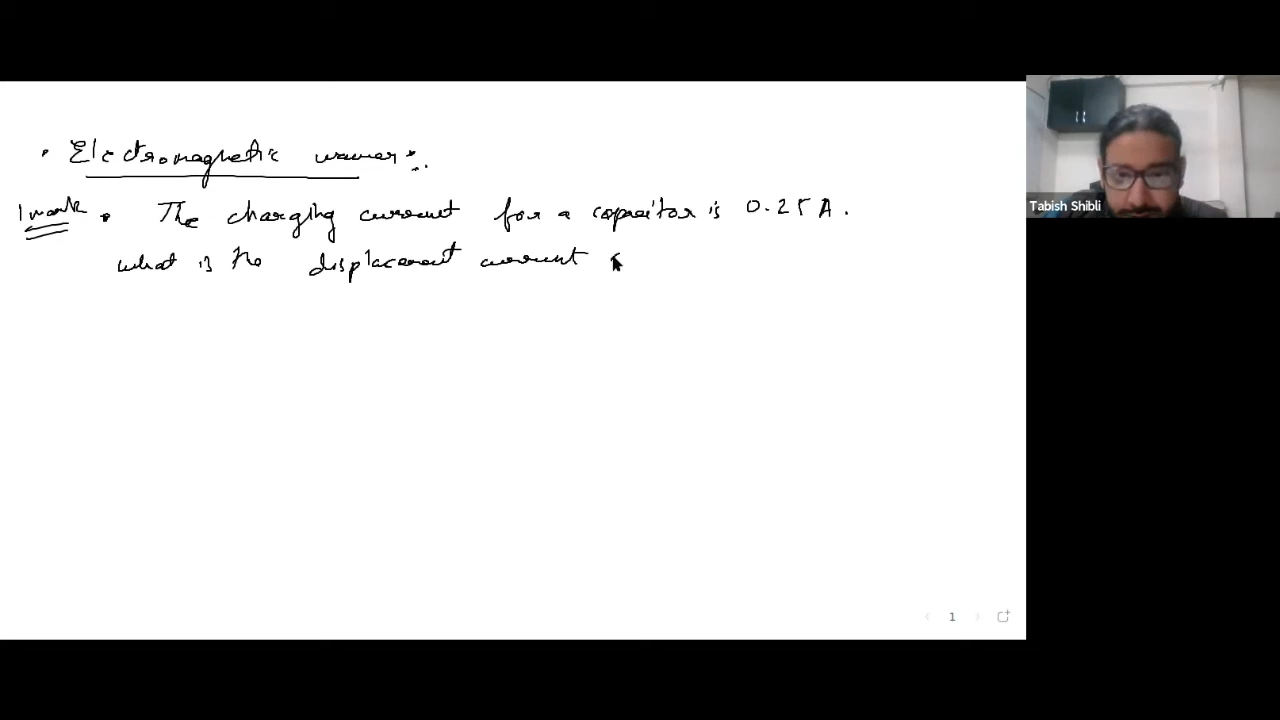 Electromagnetic waves:.
1 mark • The charging current for a capacitor is 0.25 A.
what is the displacement current
Tabish Shibli
1